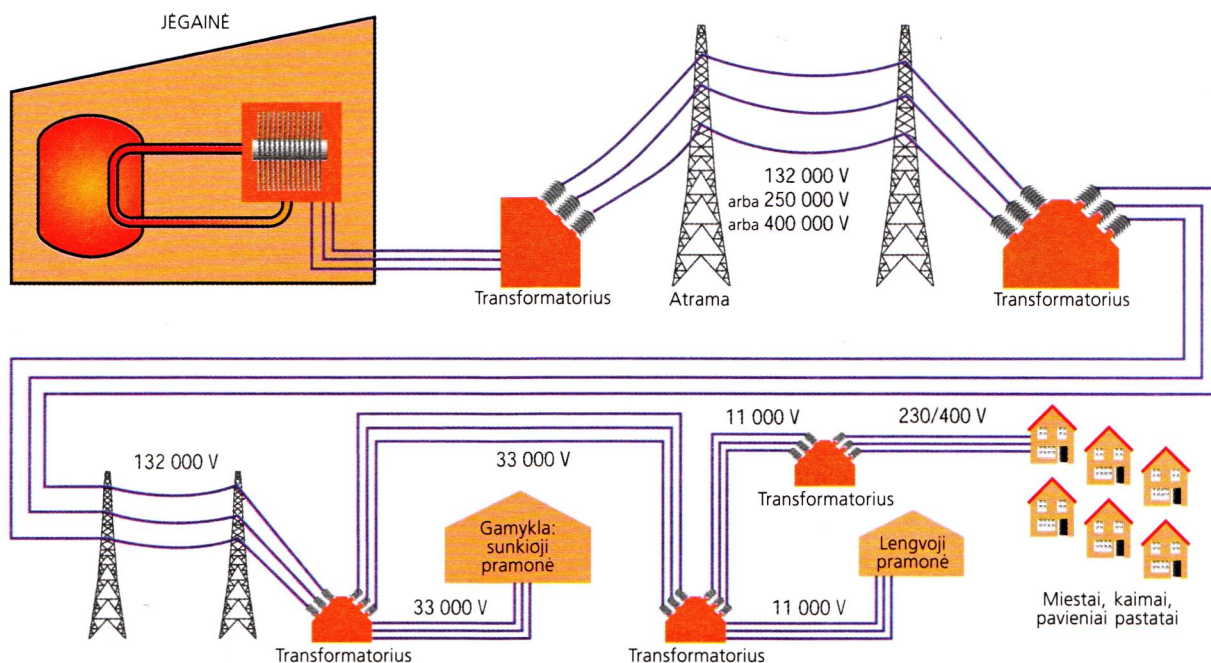 JĖGAINĖ
132 000 V
arba 250 000 V
arba 400 000 V
Transformatorius
Atrama
Transformatorius
11 000 V
230/400 V
132 000 V
33 000 V
Transformatorius
Gamykla:
sunkioji
pramonė
Lengvoji
pramonė
33 000 V
11 000 V
Miestai, kaimai,
pavieniai pastatai
Transformatorius
Transformatorius